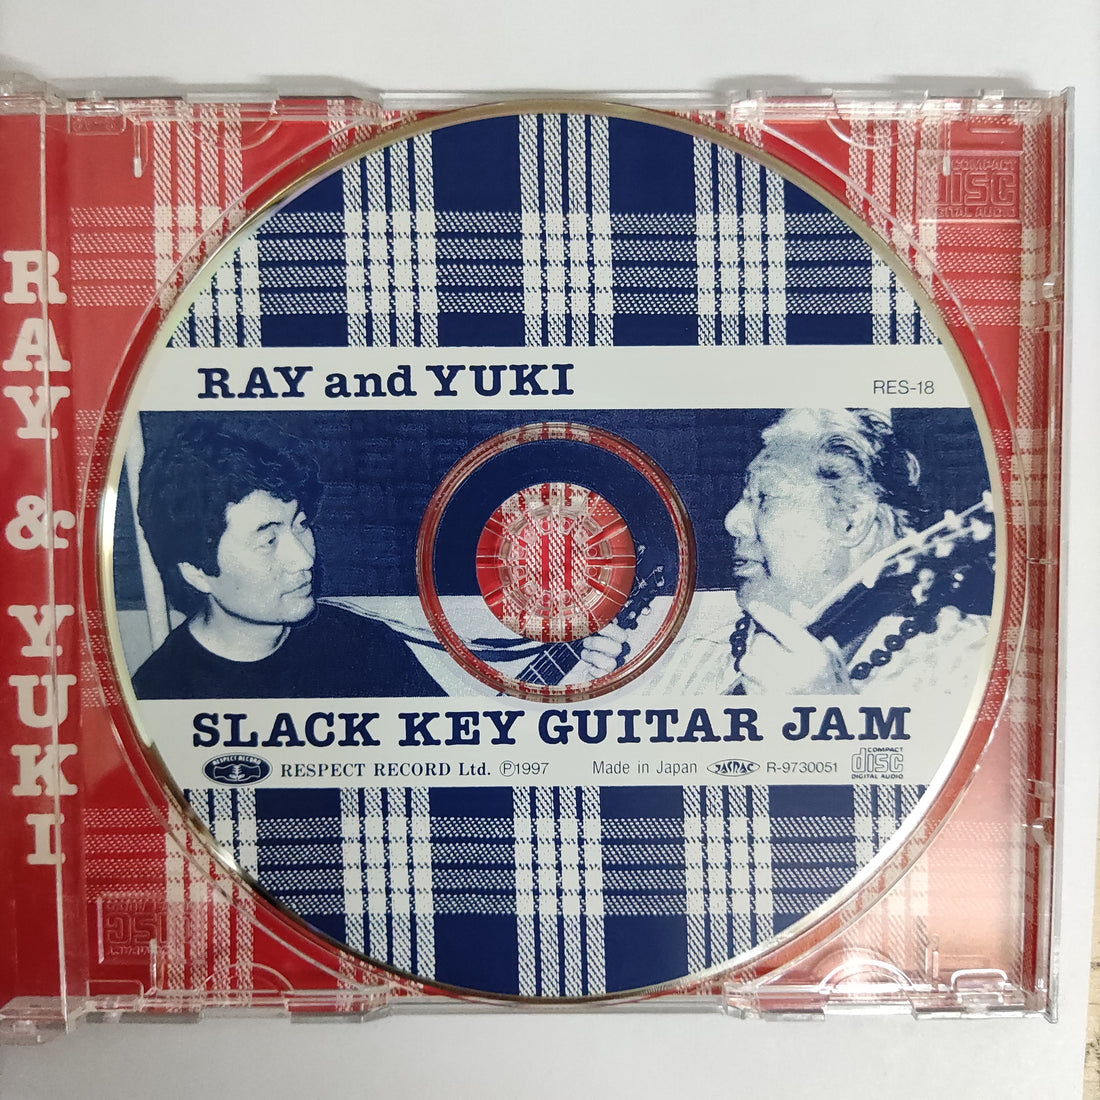 RAY & YUKI
COMPACT
disc
DIGITAL AUDIO
RAY and YUKI
RES-18
SLACK KEY GUITAR JAM
RESPECT RECORD
RESPECT RECORD Ltd. Ⓟ1997
Made in Japan
JASRAC
R-9730051
COMPACT
disc
DIGITAL AUDIO